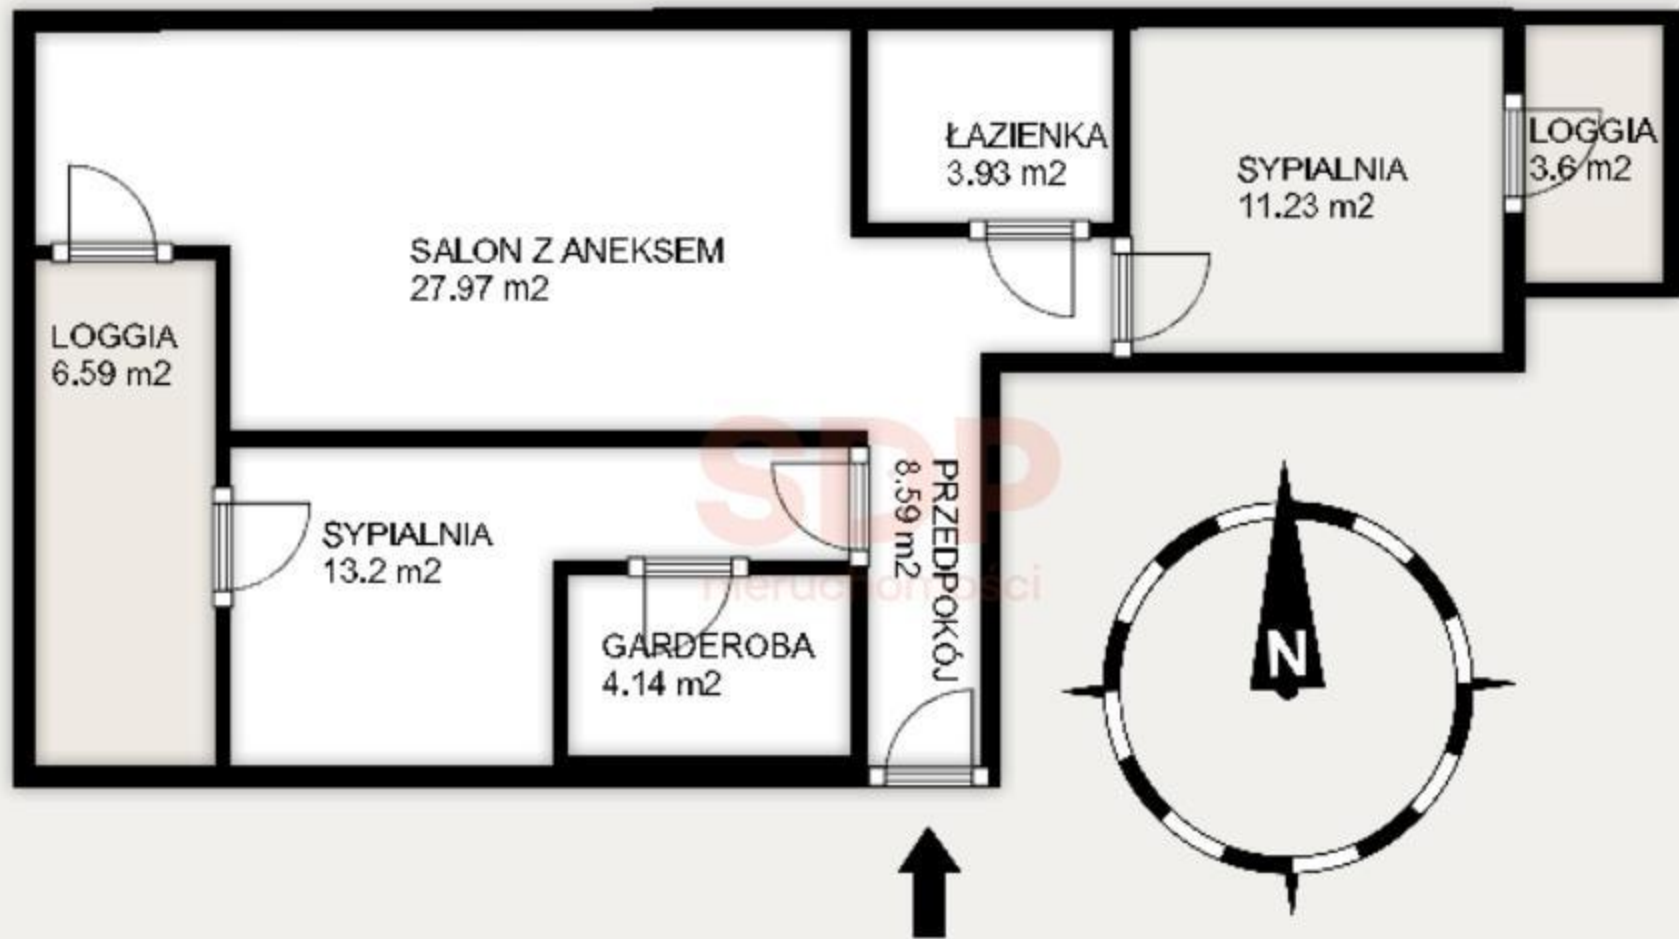 ŁAZIENKA
3.93 m2
SYPIALNIA
11.23 m2
LOGGIA
3.6 m2
SALON Z ANEKSEM
27.97 m2
LOGGIA
6.59 m2
SYPIALNIA
13.2 m2
GARDEROBA
4.14 m2
PRZEDPOKÓJ
8.59 m2
SDP
nieruchomości
N